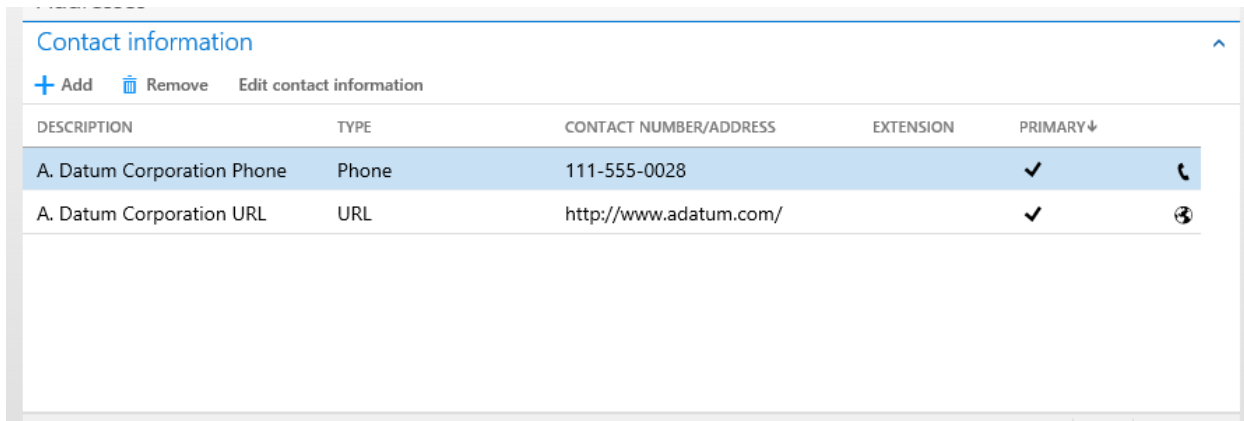 Addresses
Contact information
Add Remove Edit contact information
DESCRIPTION TYPE CONTACT NUMBER/ADDRESS EXTENSION PRIMARY
A. Datum Corporation Phone Phone 111-555-0028
A. Datum Corporation URL URL http://www.adatum.com/